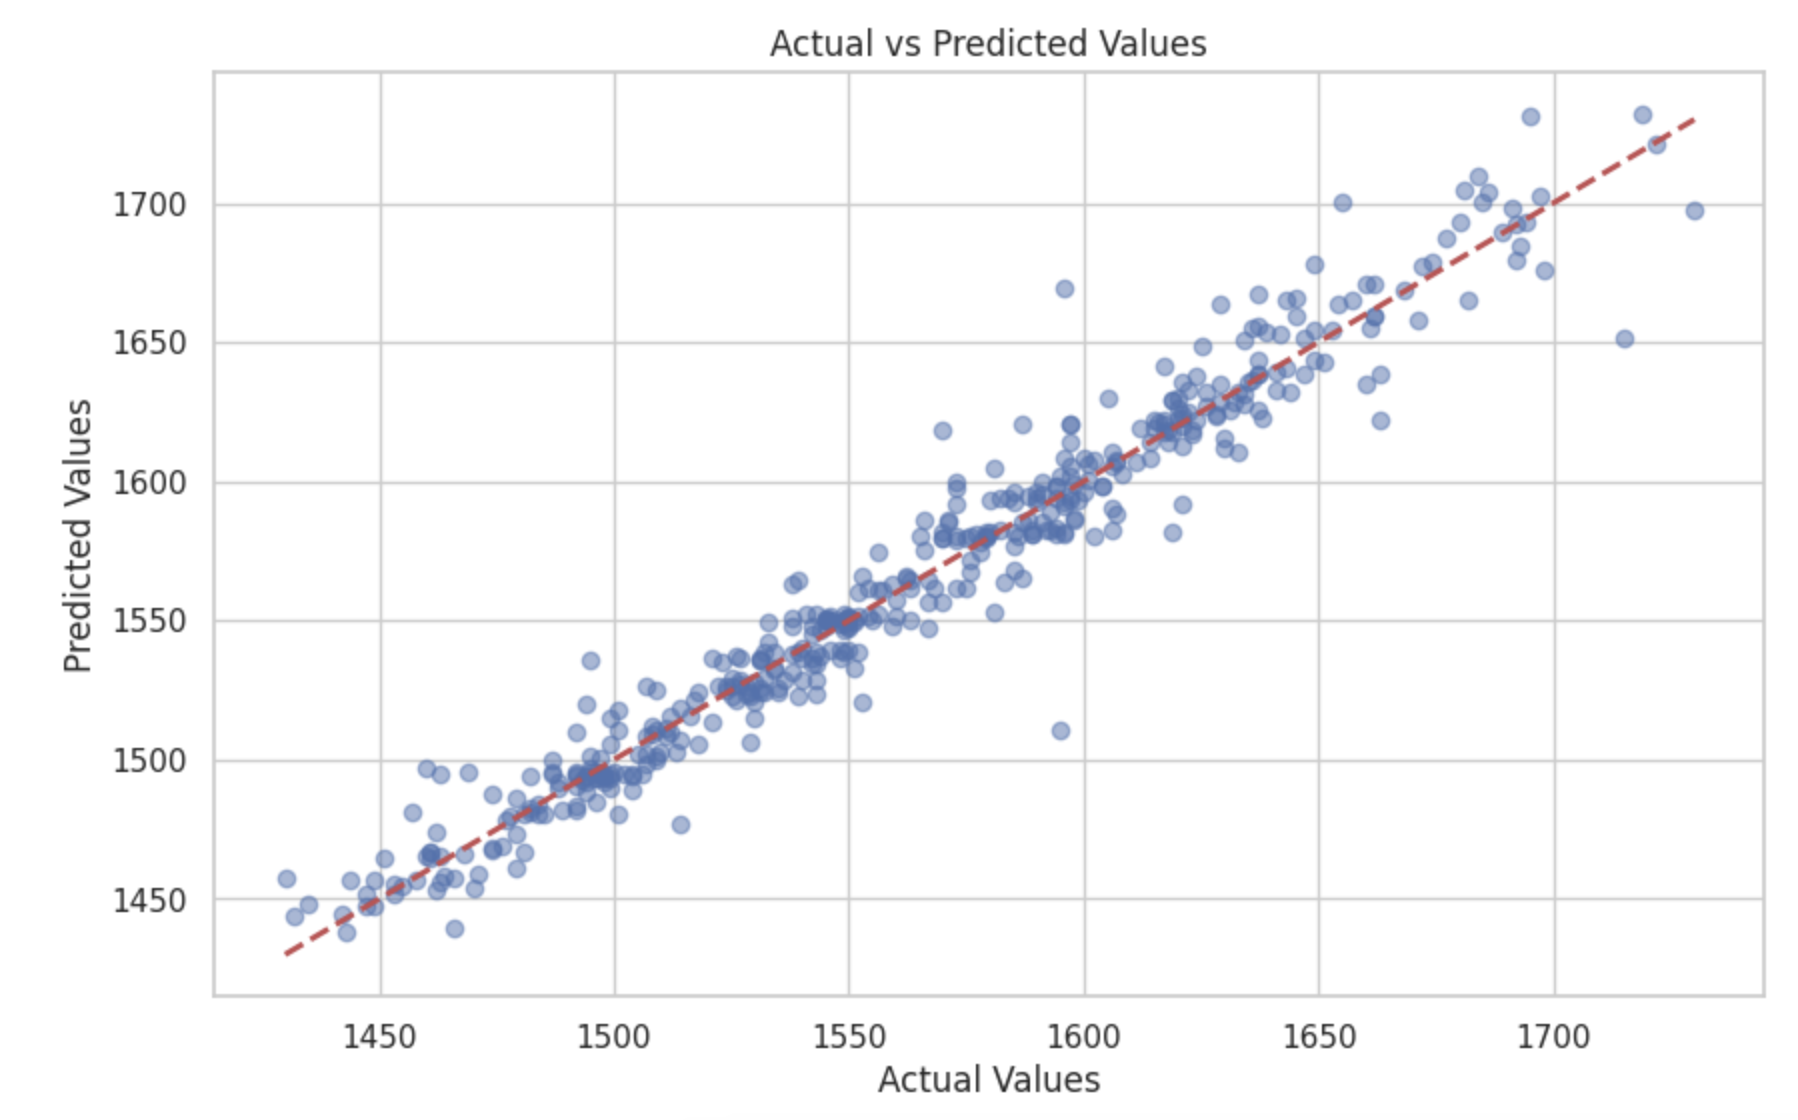 Actual vs Predicted Values
Predicted Values
1700
1650
1600
1550
1500
1450
1450 1500 1550 1600 1650 1700
Actual Values